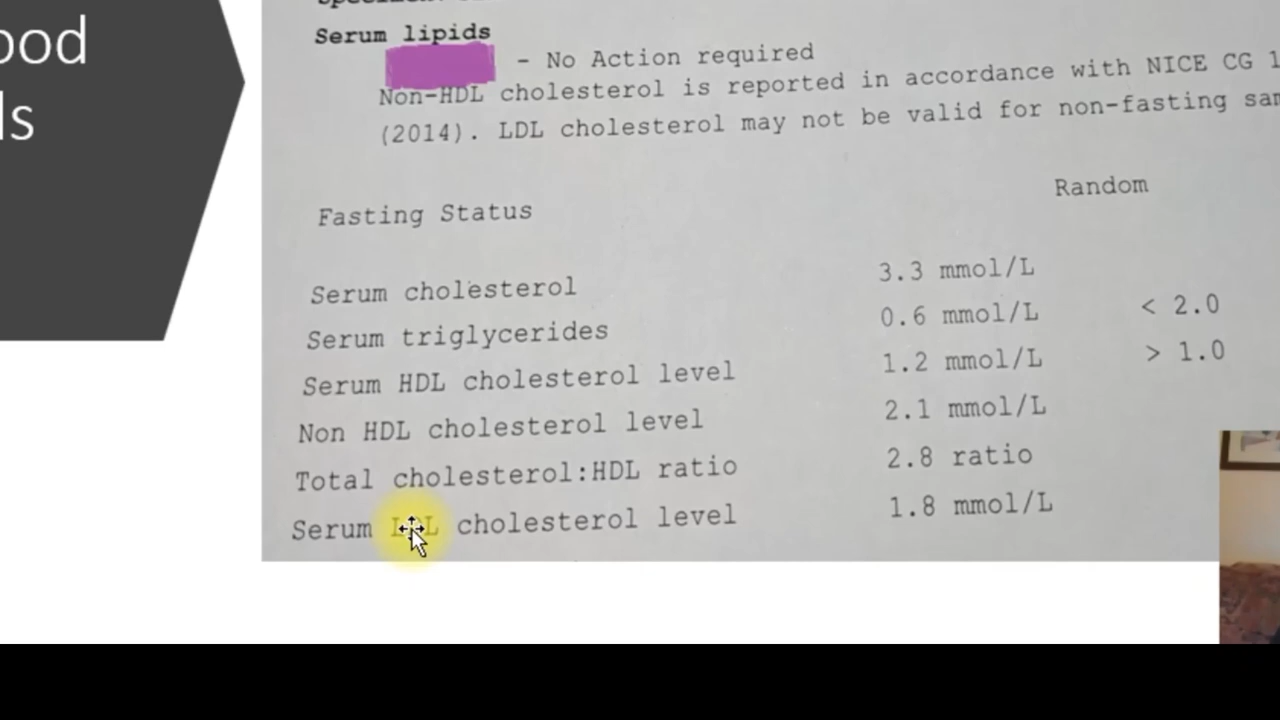 ood
ls
Serum lipids
- No Action required
Non-HDL cholesterol is reported in accordance with NICE CG
(2014). LDL cholesterol may not be valid for non-fasting
Random
Fasting Status
Serum cholesterol 3.3 mmol/L
Serum triglycerides 0.6 mmol/L < 2.0
Serum HDL cholesterol level 1.2 mmol/L > 1.0
Non HDL cholesterol level 2.1 mmol/L
Total cholesterol:HDL ratio 2.8 ratio
Serum LDL cholesterol level 1.8 mmol/L